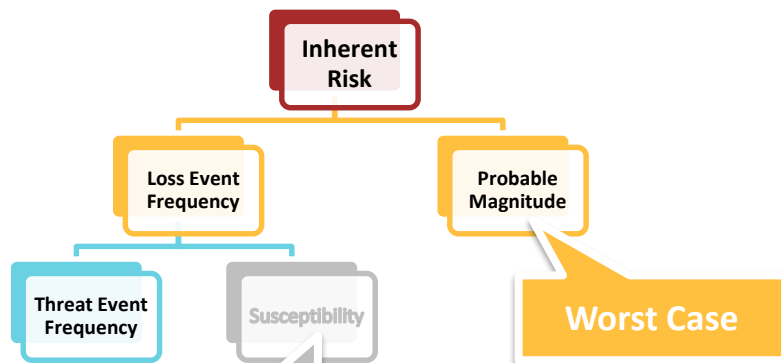 Inherent
Risk
Loss Event
Frequency
Probable
Magnitude
Threat Event
Frequency
Susceptibility
Worst Case